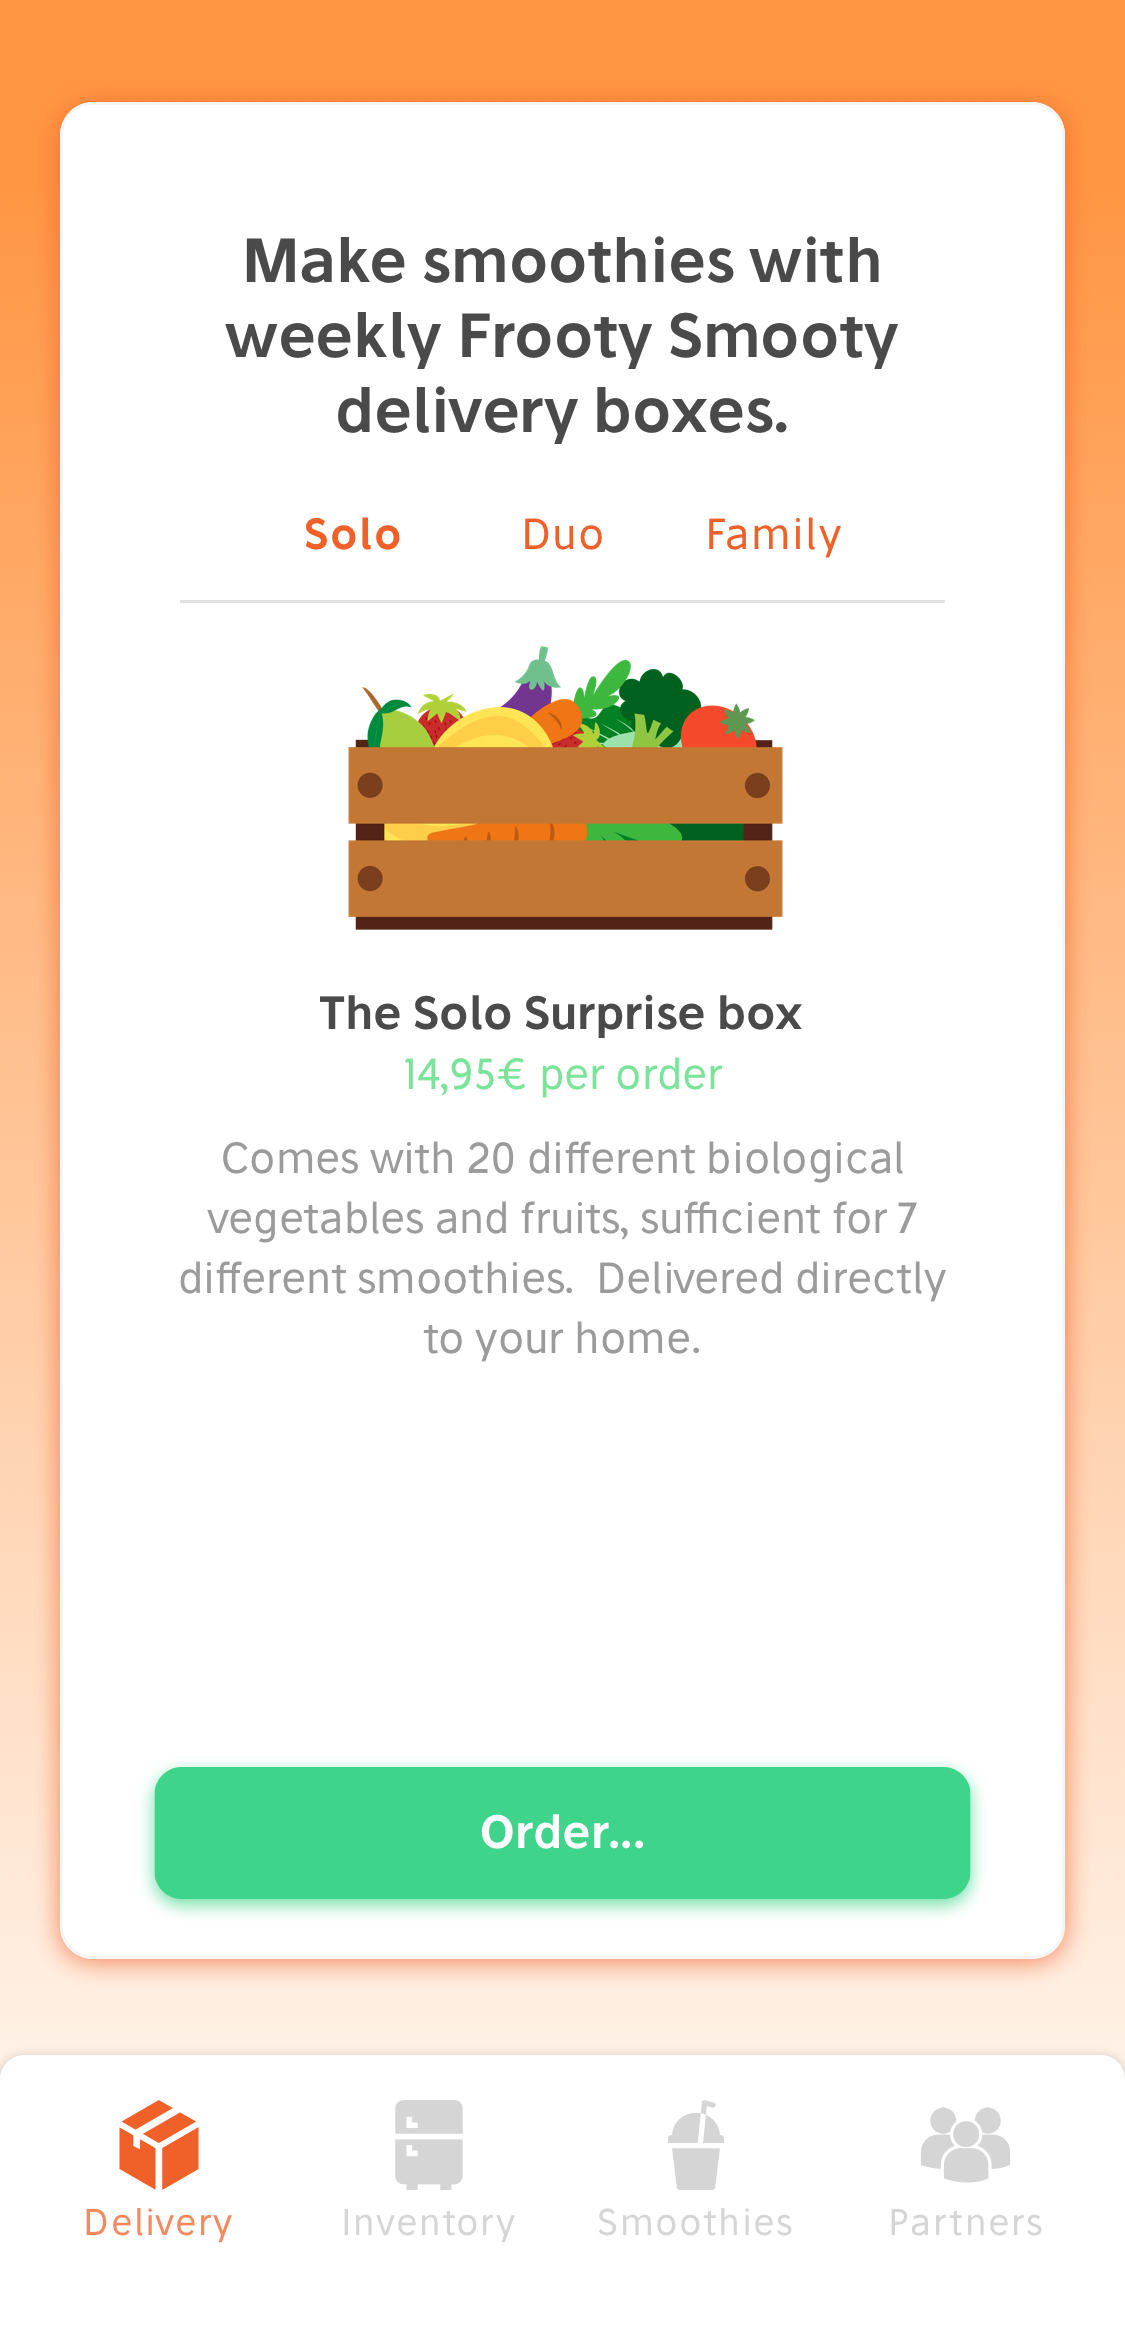 Make smoothies with
weekly Frooty Smooty
delivery boxes.
Solo Duo Family
The Solo Surprise box
14,95€ per order
Comes with 20 different biological
vegetables and fruits, sufficient for 7
different smoothies.  Delivered directly
to your home.
Order...
Delivery Inventory Smoothies Partners